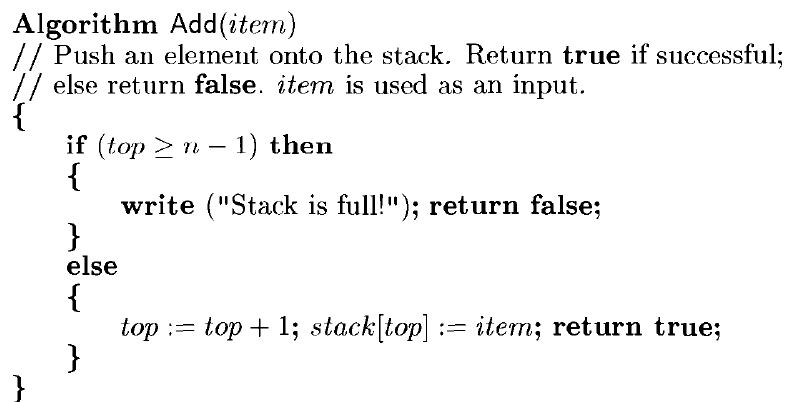 Algorithm Add(item)
// Push an element onto the stack. Return true if successful;
// else return false. item is used as an input.
{
if (top ≥ n − 1) then
{
write ("Stack is full!"); return false;
}
else
{
top := top + 1; stack[top] := item; return true;
}
}